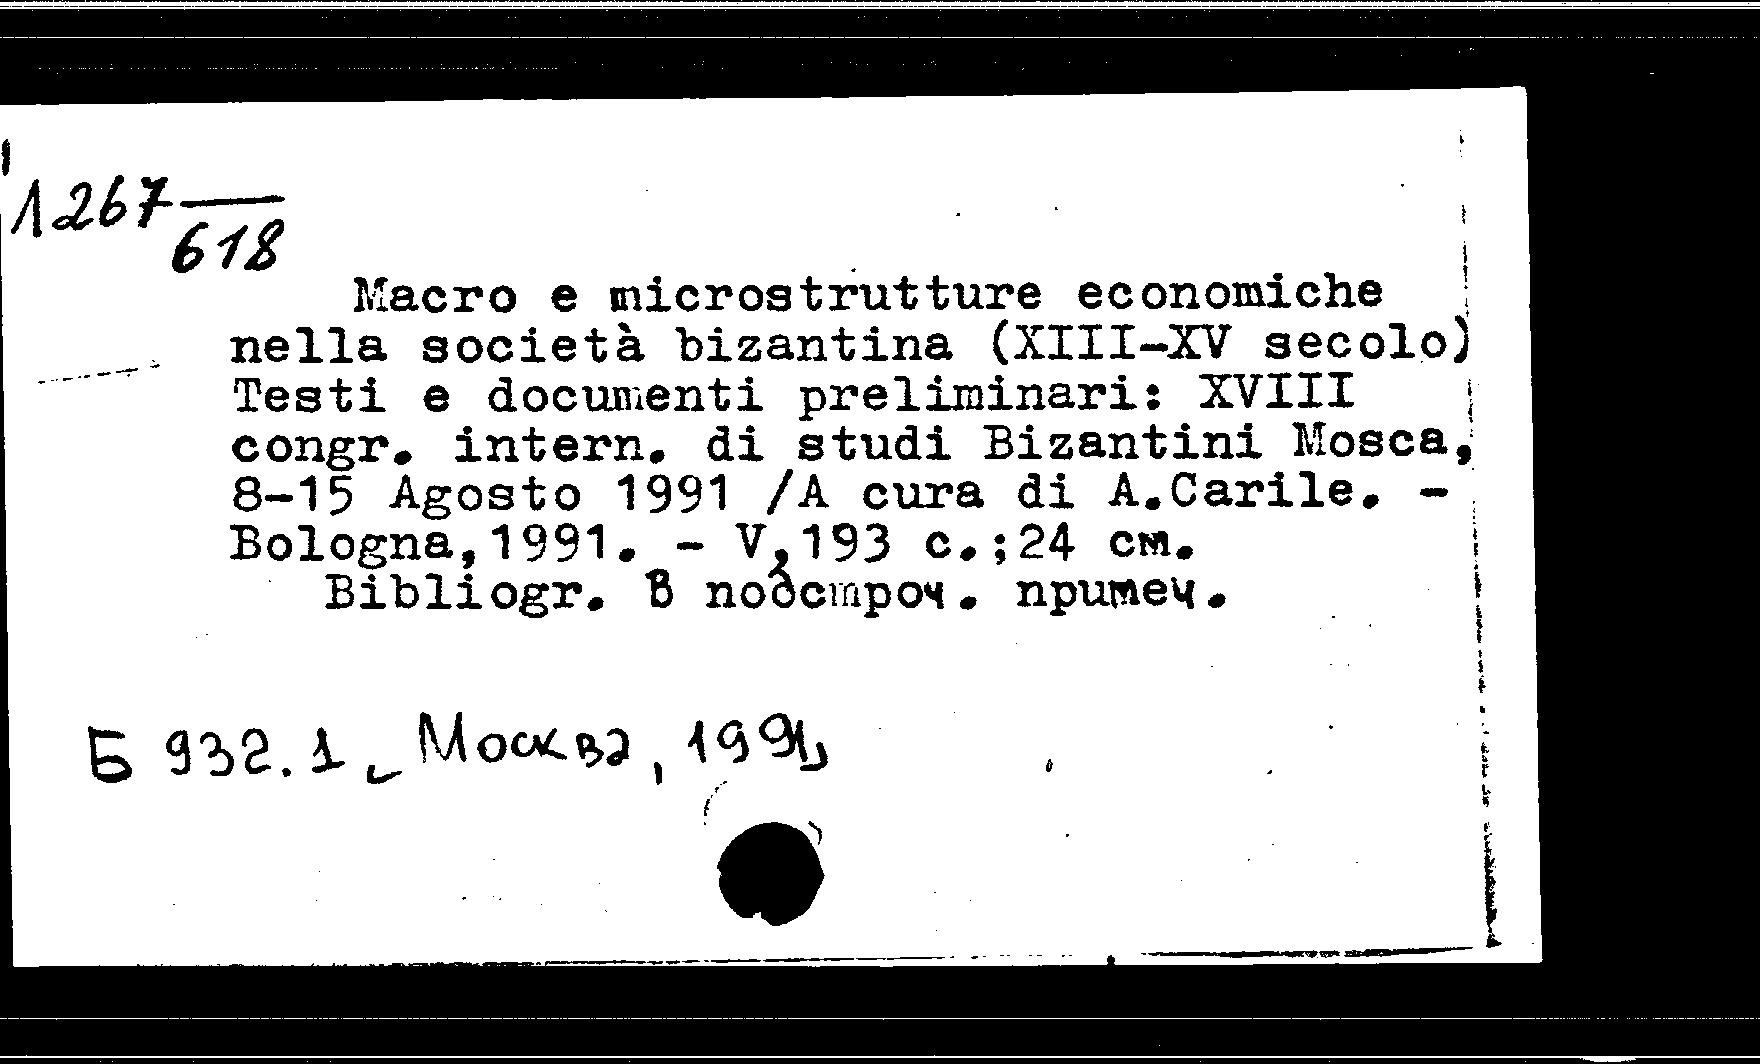 1267
618
Macro e microstrutture economiche
nella società bizantina (XIII-XV secolo)
Testi e documenti preliminari: XVIII
congr. intern. di studi Bizantini Mosca,
8-15 Agosto 1991 /A cura di A.Carile. -
Bologna,1991. - V,193 c.;24 см.
Bibliogr. В подстроч. примеч.
Б 932.1 Москва, 1991